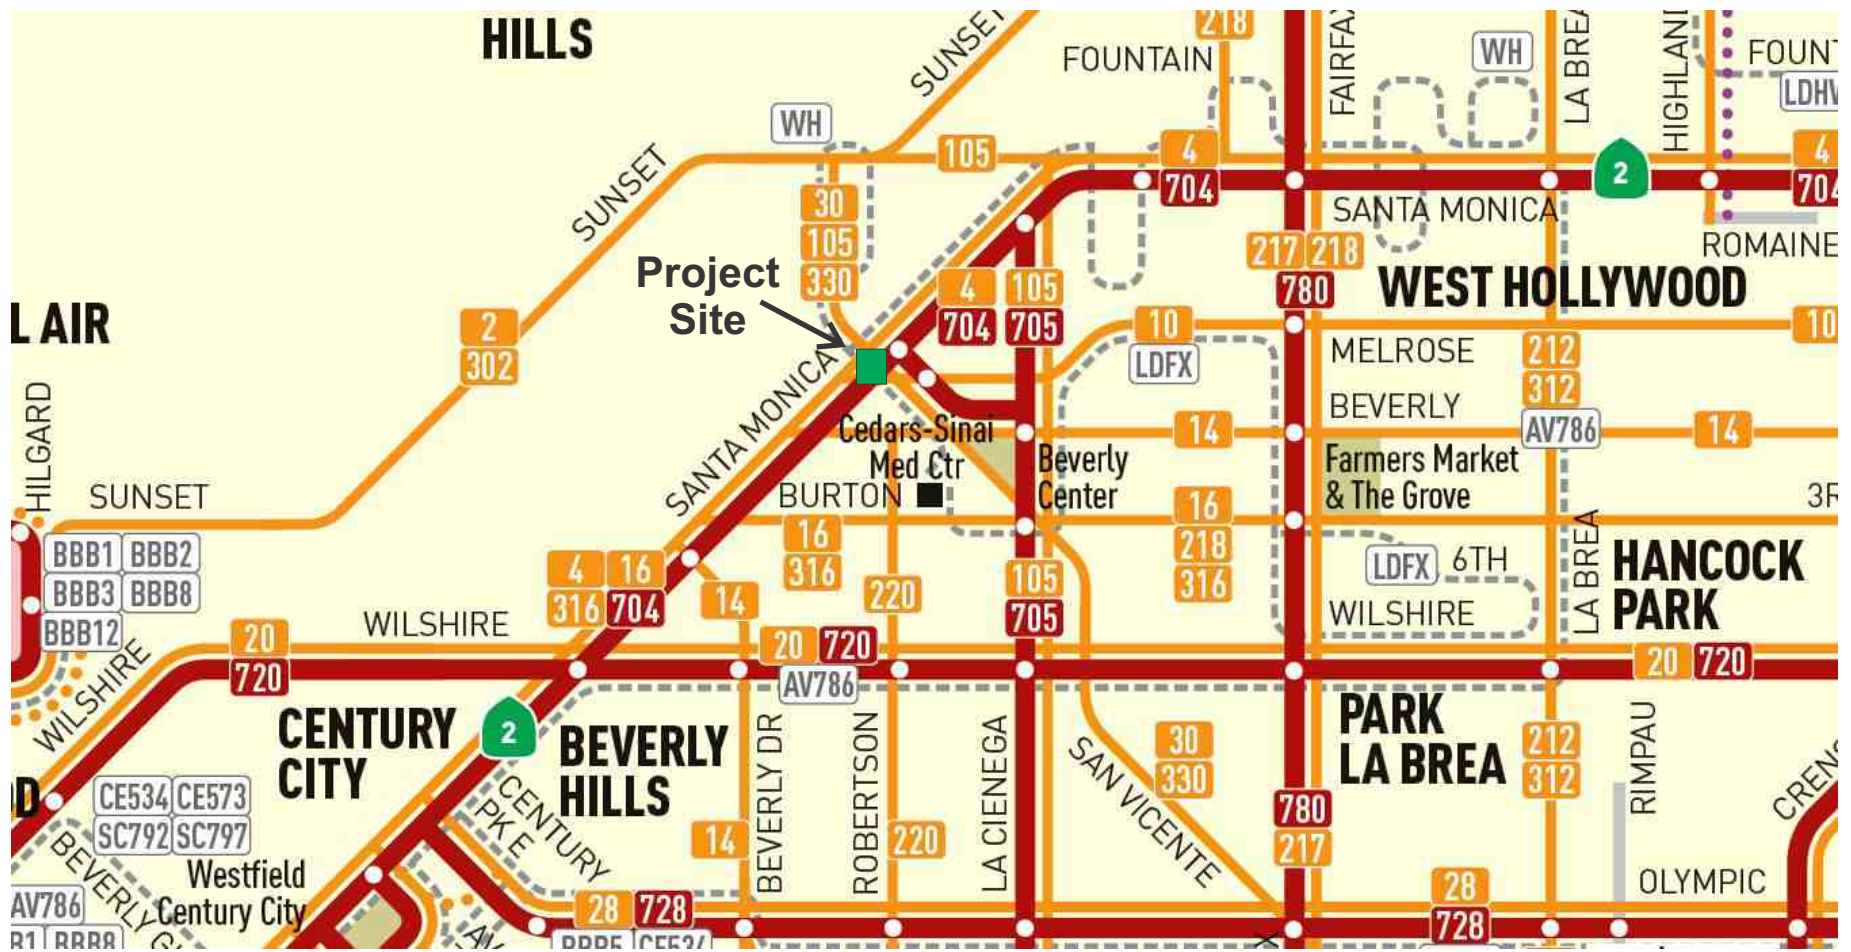 HILLS
SUNSET
218
FOUNTAIN
WH
LA BREA
FOUNT
WH
105
4
704
2
4
704
SUNSET
30
105
330
SANTA MONICA
ROMAINE
217 218
780
WEST HOLLYWOOD
Project
Site
4
704
105
705
10
LDFX
10
L AIR
2
302
MELROSE
212
312
AV786
BEVERLY
SANTA MONICA
HILGARD
SUNSET
Cedars-Sinai
Med Ctr
Beverly
Center
14
14
Farmers Market
& The Grove
BURTON
16
316
16
218
316
3R
BBB1 BBB2
BBB3 BBB8
BBB12
4 16
316 704
14
220
105
705
LDFX
6TH
LA BREA
HANCOCK
PARK
WILSHIRE
WILSHIRE
20
720
WILSHIRE
20 720
AV786
20 720
CENTURY
CITY
2
BEVERLY
HILLS
PARK
LA BREA
30
330
212
312
RIMPAU
CE534 CE573
SC792 SC797
CENTURY
PK E
BEVERLY DR
ROBERTSON
LA CIENEGA
SAN VICENTE
780
217
14
220
Westfield
Century City
28 728
28
728
OLYMPIC
AV786
BBB8